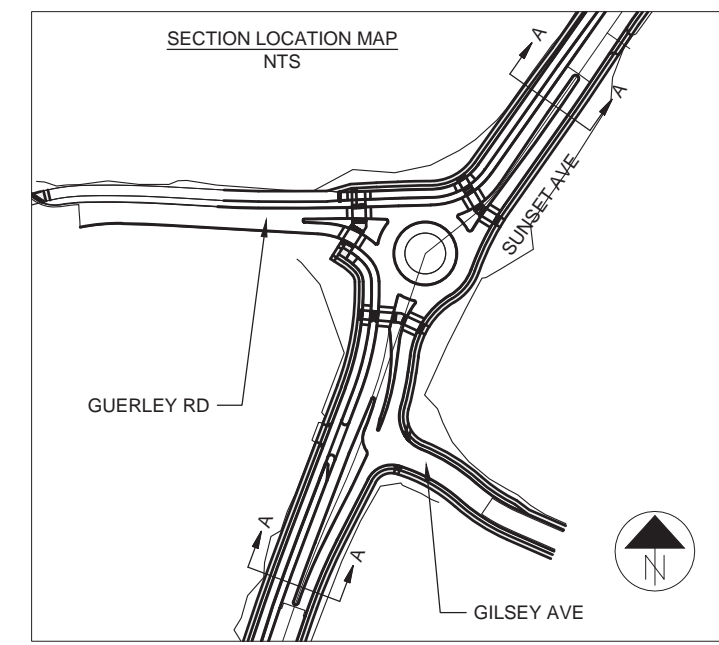 SECTION LOCATION MAP
NTS
A
A
SUNSET AVE
GUERLEY RD
A
A
GILSEY AVE
N